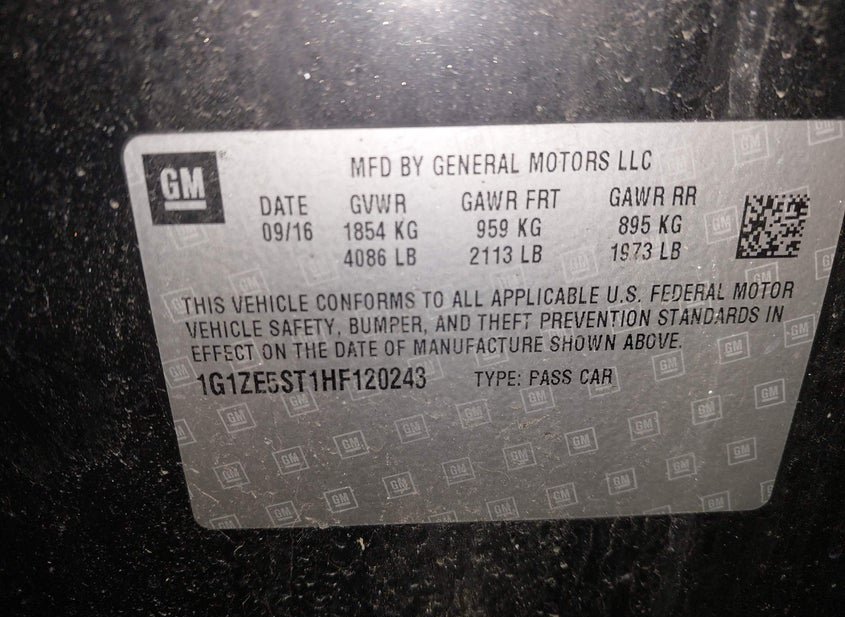 GM
MFD BY GENERAL MOTORS LLC
DATE GVWR GAWR FRT GAWR RR
09/16 1854 KG 959 KG 895 KG
4086 LB 2113 LB 1973 LB
THIS VEHICLE CONFORMS TO ALL APPLICABLE U.S. FEDERAL MOTOR
VEHICLE SAFETY, BUMPER, AND THEFT PREVENTION STANDARDS IN
EFFECT ON THE DATE OF MANUFACTURE SHOWN ABOVE.
1G1ZE5ST1HF120243 TYPE: PASS CAR